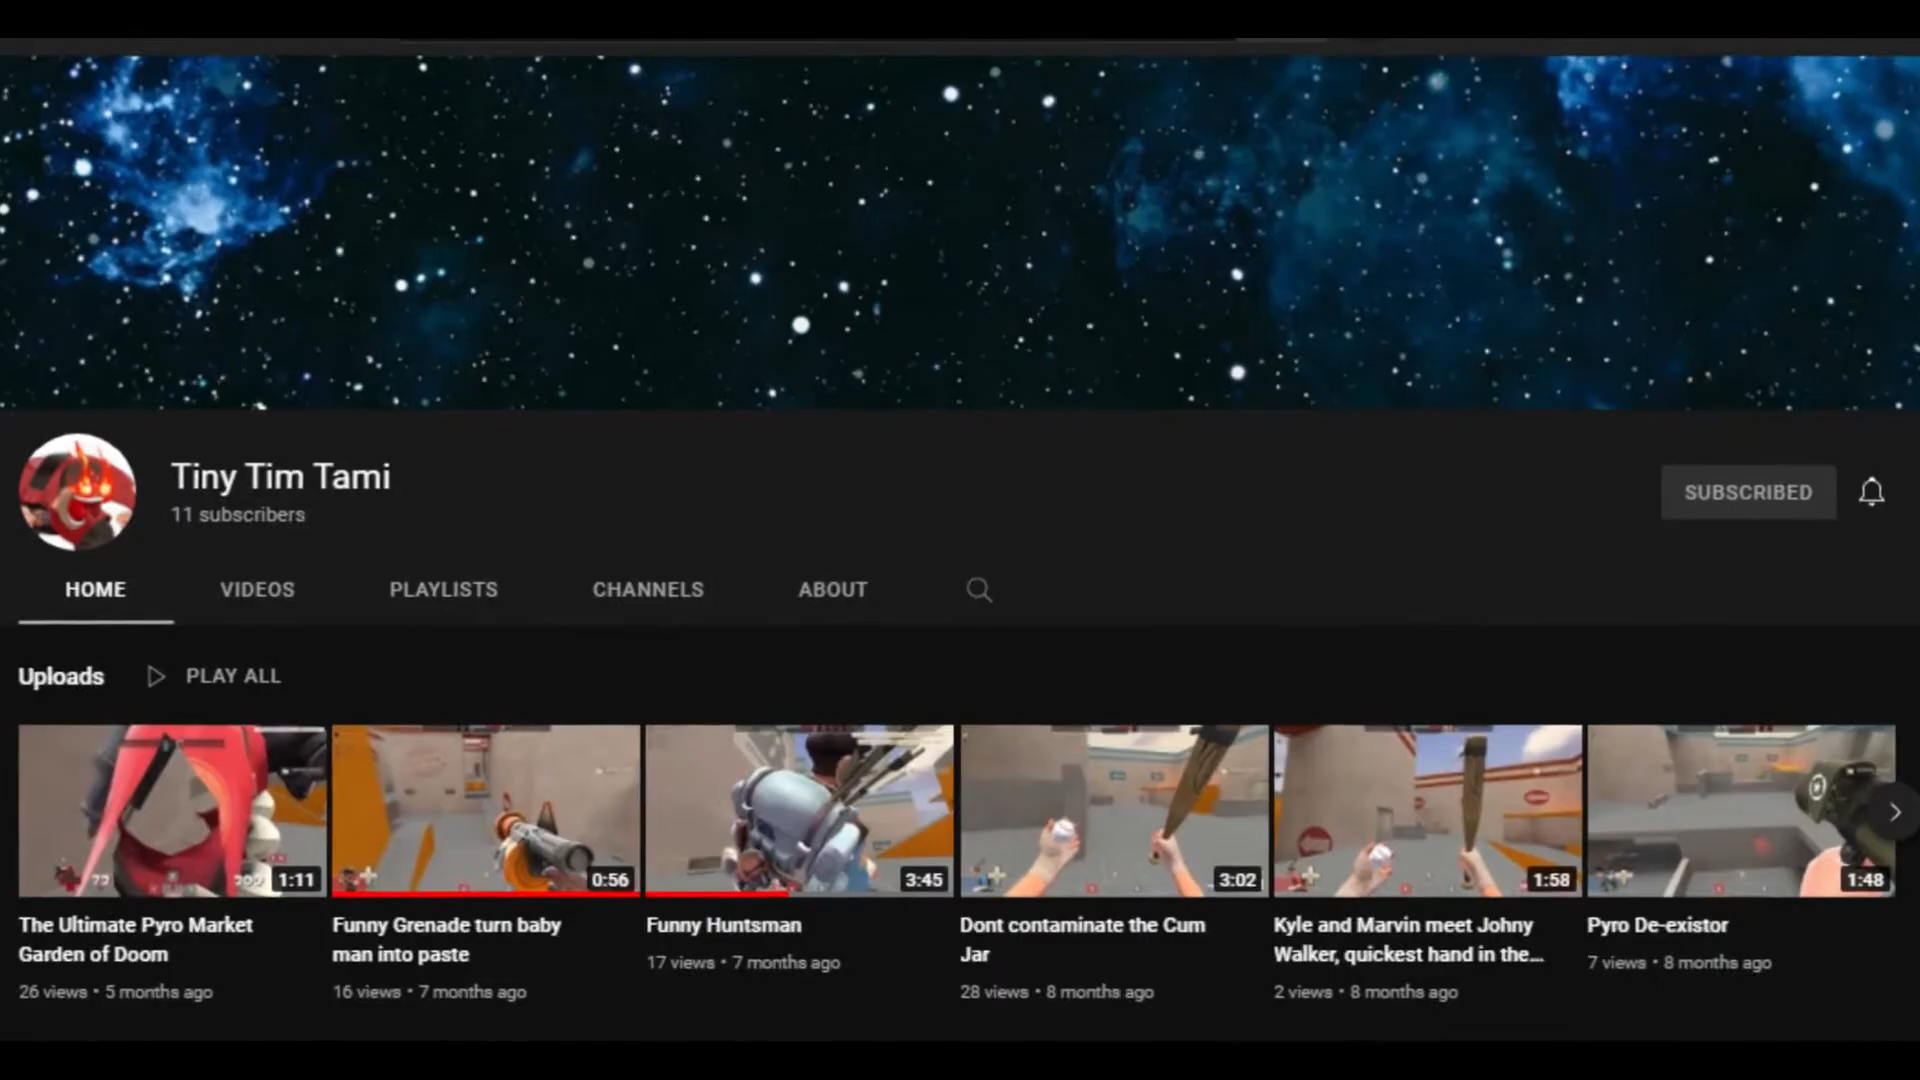 Tiny Tim Tami
11 subscribers
SUBSCRIBED
HOME VIDEOS PLAYLISTS CHANNELS ABOUT
Uploads PLAY ALL
1:11 0:56 3:45 3:02 1:58 1:48
The Ultimate Pyro Market
Garden of Doom
26 views • 5 months ago
Funny Grenade turn baby
man into paste
16 views • 7 months ago
Funny Huntsman
17 views • 7 months ago
Dont contaminate the Cum
Jar
28 views • 8 months ago
Kyle and Marvin meet Johny
Walker, quickest hand in the...
2 views • 8 months ago
Pyro De-existor
7 views • 8 months ago